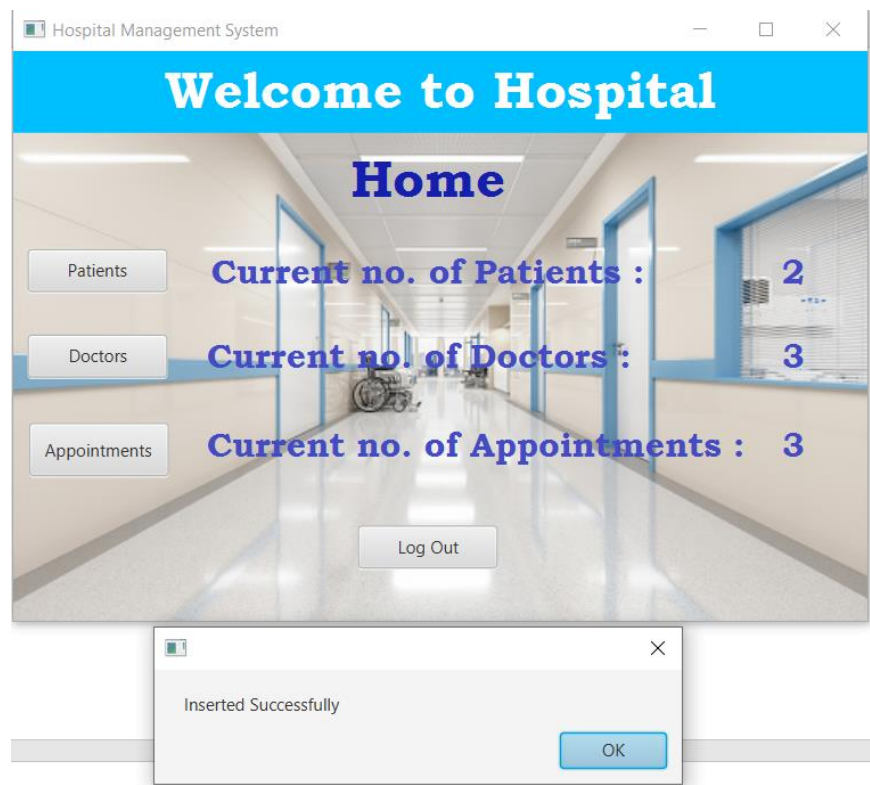 Hospital Management System
Welcome to Hospital
Home
Patients
Current no. of Patients : 2
Doctors
Current no. of Doctors : 3
Appointments
Current no. of Appointments : 3
Log Out
Inserted Successfully
OK